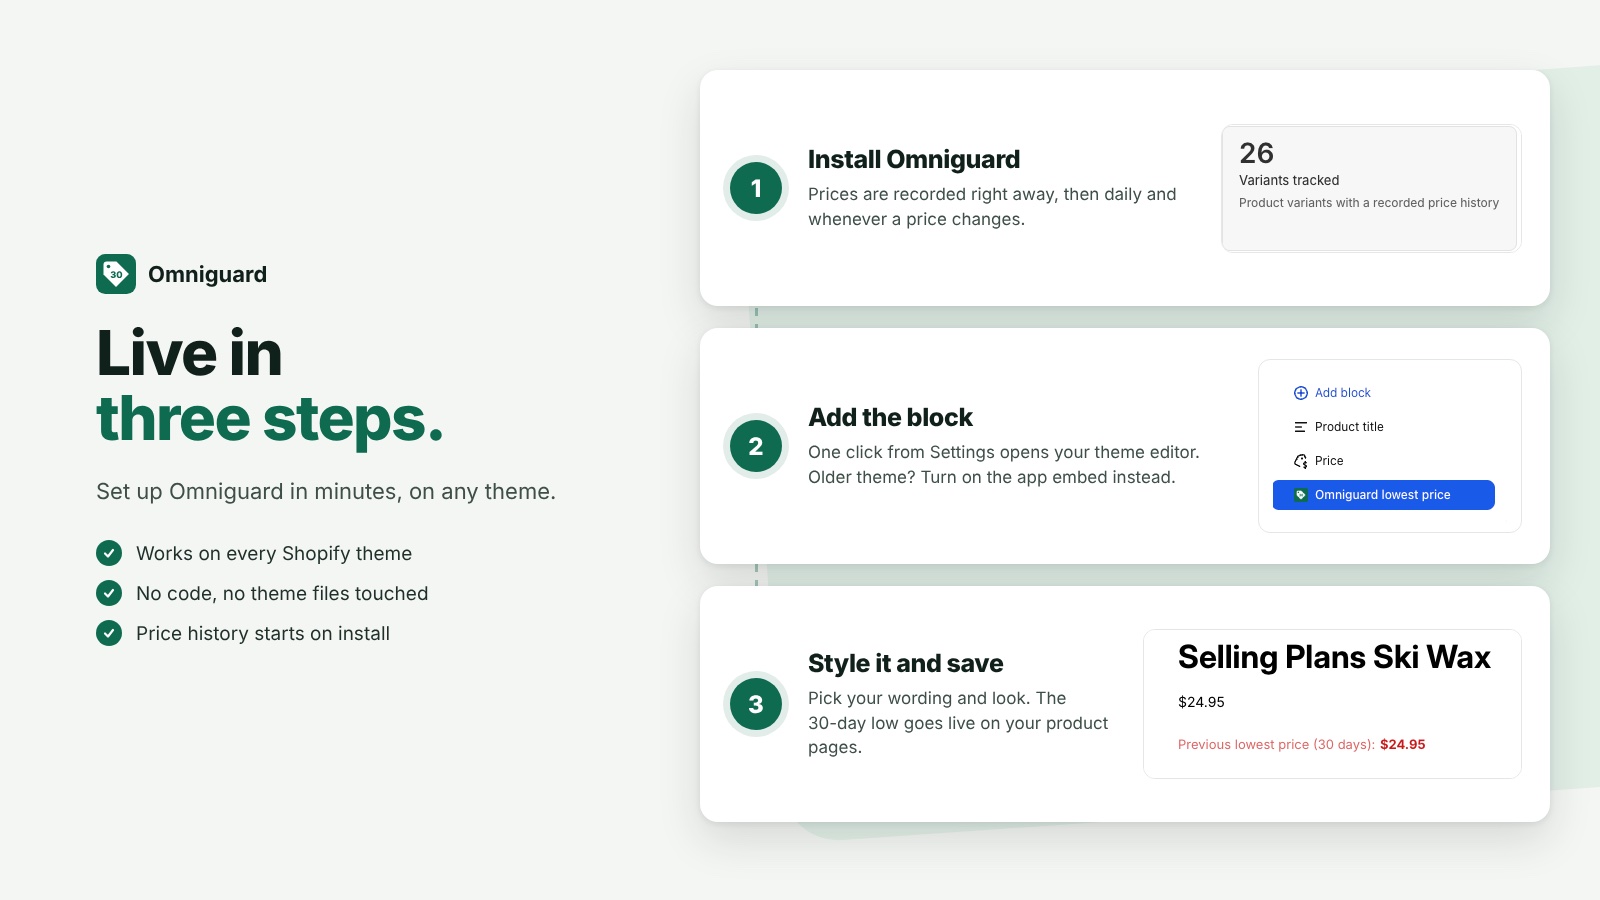 30
Omniguard
Live in
three steps.
Set up Omniguard in minutes, on any theme.
Works on every Shopify theme
No code, no theme files touched
Price history starts on install
1
Install Omniguard
Prices are recorded right away, then daily and
whenever a price changes.
26
Variants tracked
Product variants with a recorded price history
2
Add the block
One click from Settings opens your theme editor.
Older theme? Turn on the app embed instead.
Add block
Product title
Price
Omniguard lowest price
3
Style it and save
Pick your wording and look. The
30-day low goes live on your product
pages.
Selling Plans Ski Wax
$24.95
Previous lowest price (30 days): $24.95